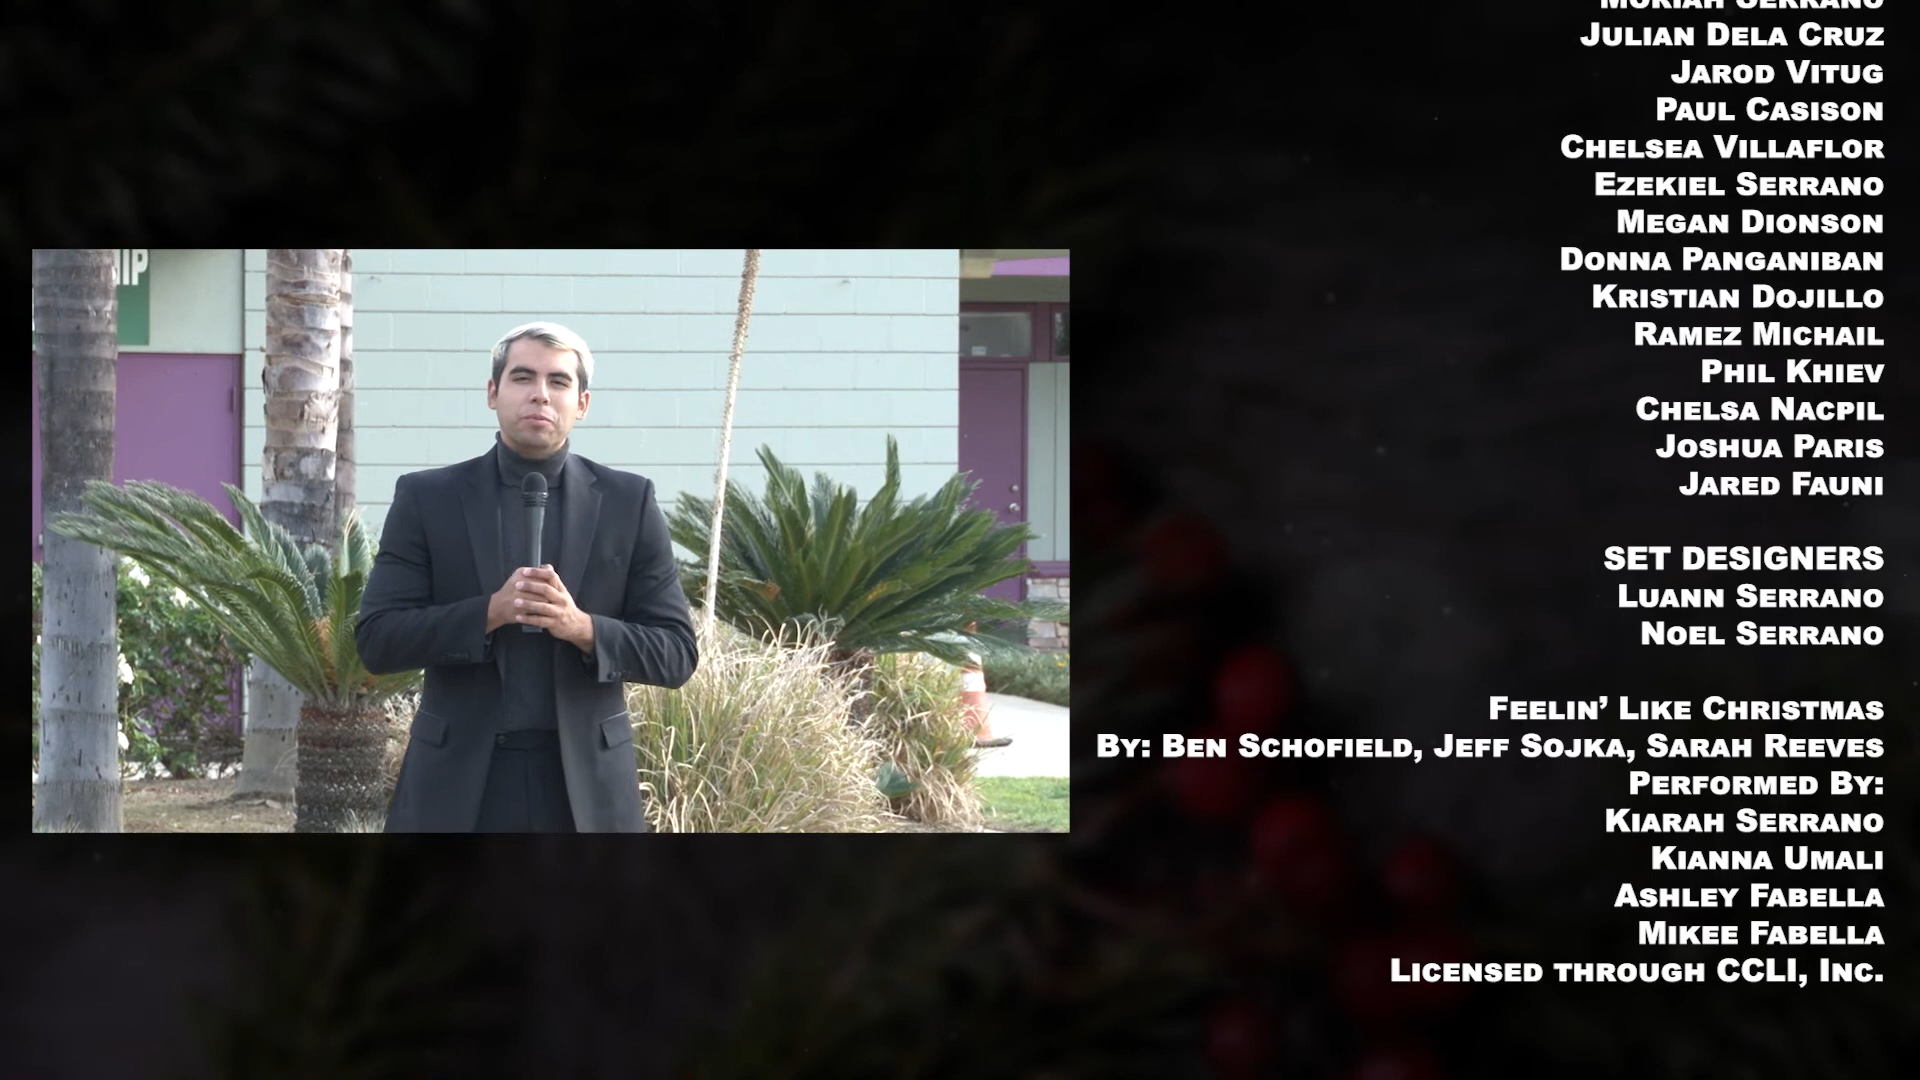 HIP
MORIAH SERRANO
JULIAN DELA CRUZ
JAROD VITUG
PAUL CASISON
CHELSEA VILLAFLOR
EZEKIEL SERRANO
MEGAN DIONSON
DONNA PANGANIBAN
KRISTIAN DOJILLO
RAMEZ MICHAIL
PHIL KHIEV
CHELSA NACPIL
JOSHUA PARIS
JARED FAUNI
SET DESIGNERS
LUANN SERRANO
NOEL SERRANO
FEELIN’ LIKE CHRISTMAS
BY: BEN SCHOFIELD, JEFF SOJKA, SARAH REEVES
PERFORMED BY:
KIARAH SERRANO
KIANNA UMALI
ASHLEY FABELLA
MIKEE FABELLA
LICENSED THROUGH CCLI, INC.